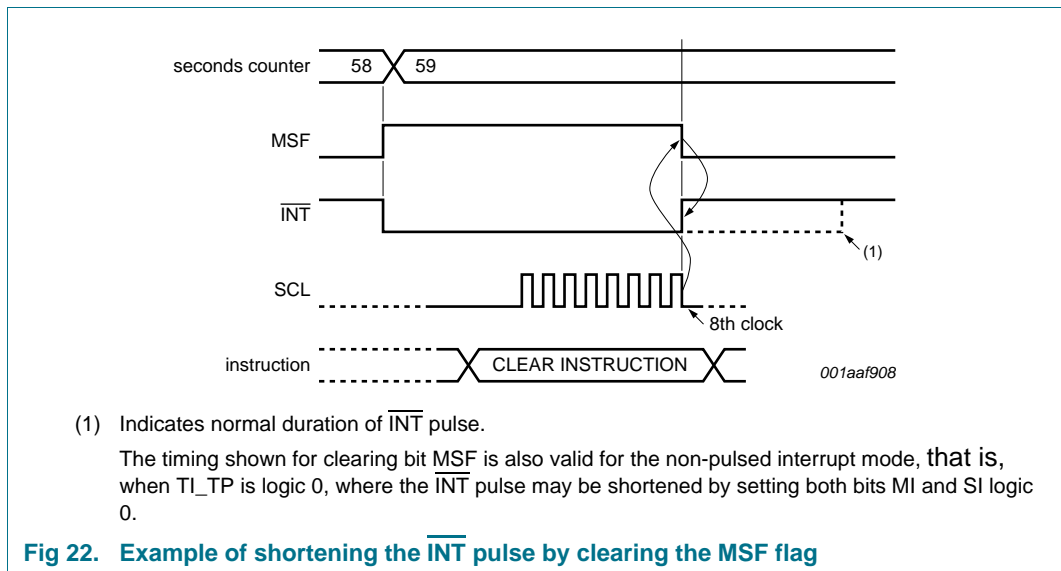 seconds counter 58 59
MSF
INT
(1)
SCL
8th clock
instruction CLEAR INSTRUCTION 001aaf908
(1) Indicates normal duration of INT pulse.
The timing shown for clearing bit MSF is also valid for the non-pulsed interrupt mode, that is,
when TI_TP is logic 0, where the INT pulse may be shortened by setting both bits MI and SI logic
0.
Fig 22. Example of shortening the INT pulse by clearing the MSF flag